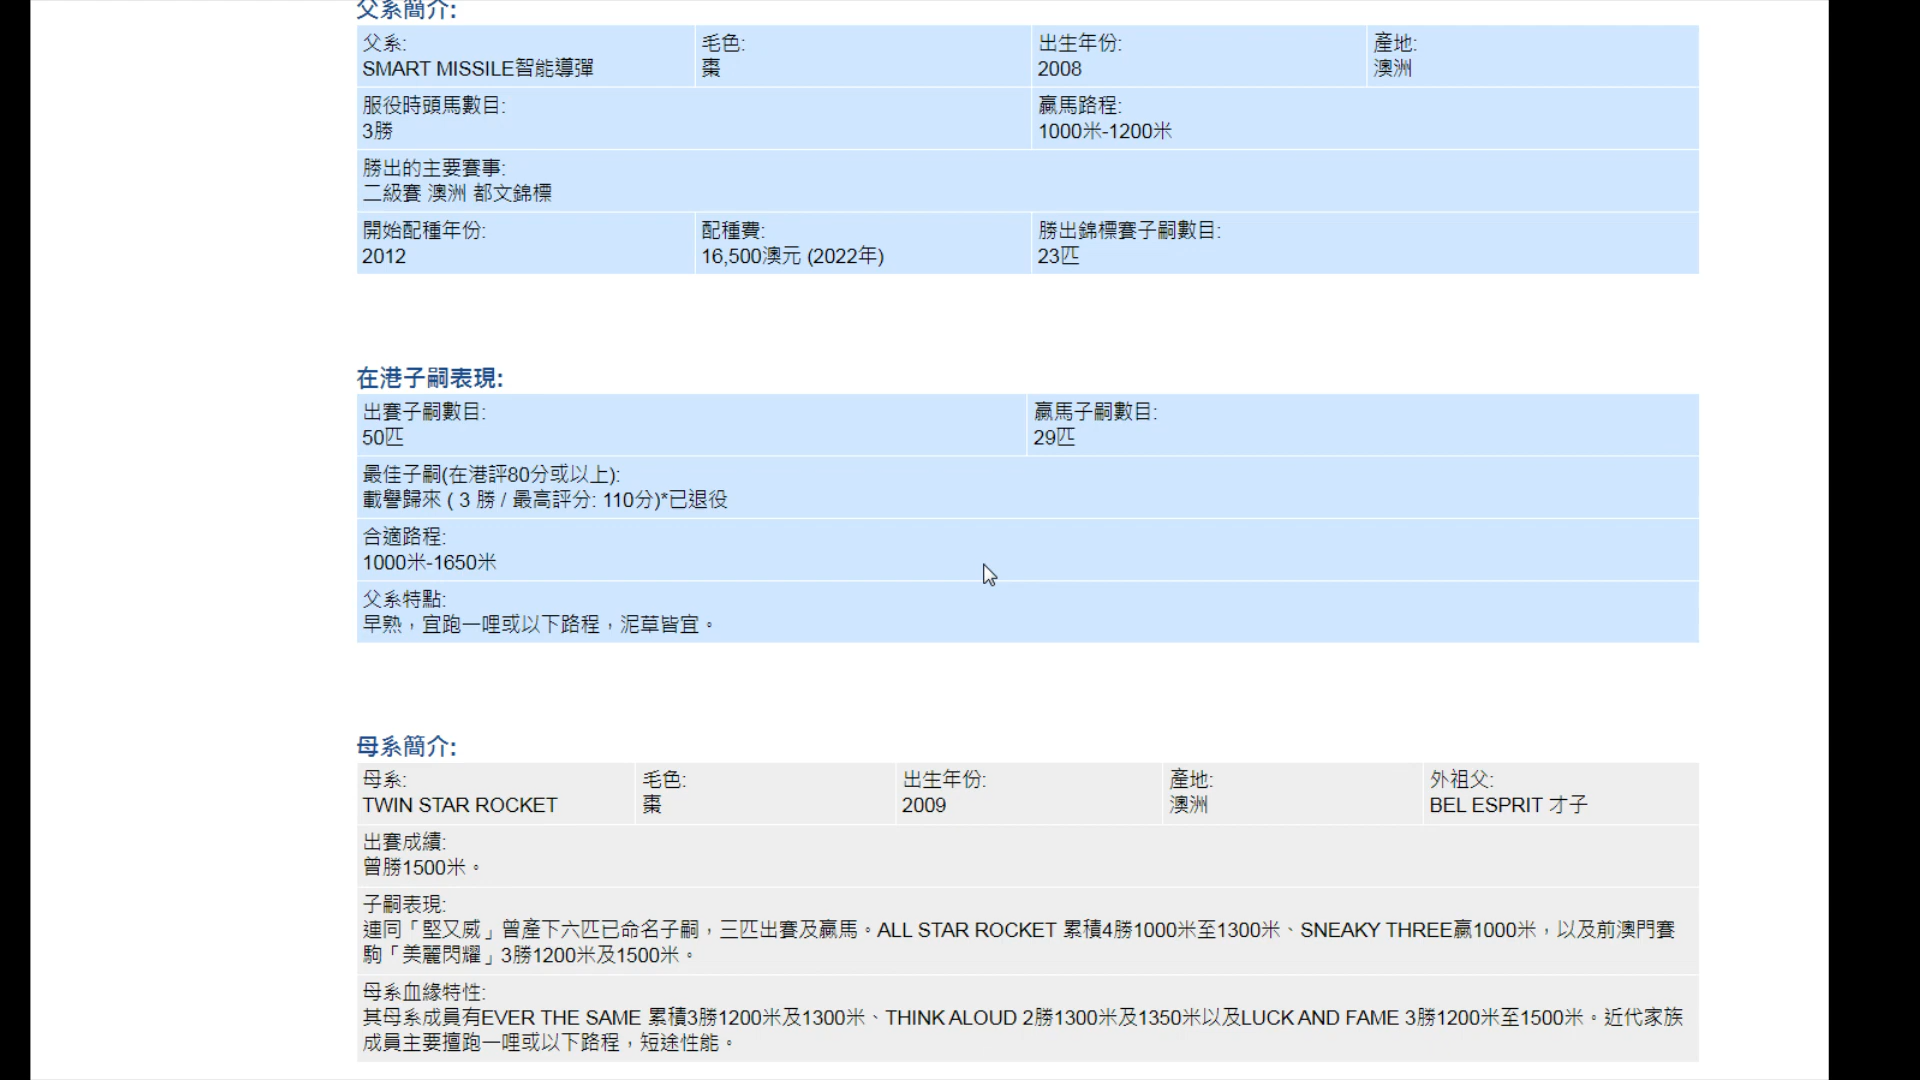 父系簡介:
父系:
SMART MISSILE智能導彈
毛色:
棗
出生年份:
2008
產地:
澳洲
服役時頭馬數目:
3勝
贏馬路程:
1000米-1200米
勝出的主要賽事:
二級賽 澳洲 都文錦標
開始配種年份:
2012
配種費:
16,500澳元 (2022年)
勝出錦標賽子嗣數目:
23匹
在港子嗣表現:
出賽子嗣數目:
50匹
贏馬子嗣數目:
29匹
最佳子嗣(在港評80分或以上):
載譽歸來 ( 3 勝 / 最高評分: 110分)*已退役
合適路程:
1000米-1650米
父系特點:
早熟，宜跑一哩或以下路程，泥草皆宜。
母系簡介:
母系:
TWIN STAR ROCKET
毛色:
棗
出生年份:
2009
產地:
澳洲
外祖父:
BEL ESPRIT 才子
出賽成績:
曾勝1500米。
子嗣表現:
連同「堅又威」曾產下六匹已命名子嗣，三匹出賽及贏馬。ALL STAR ROCKET 累積4勝1000米至1300米、SNEAKY THREE贏1000米，以及前澳門賽
駒「美麗閃耀」3勝1200米及1500米。
母系血緣特性:
其母系成員有EVER THE SAME 累積3勝1200米及1300米、THINK ALOUD 2勝1300米及1350米以及LUCK AND FAME 3勝1200米至1500米。近代家族
成員主要擅跑一哩或以下路程，短途性能。